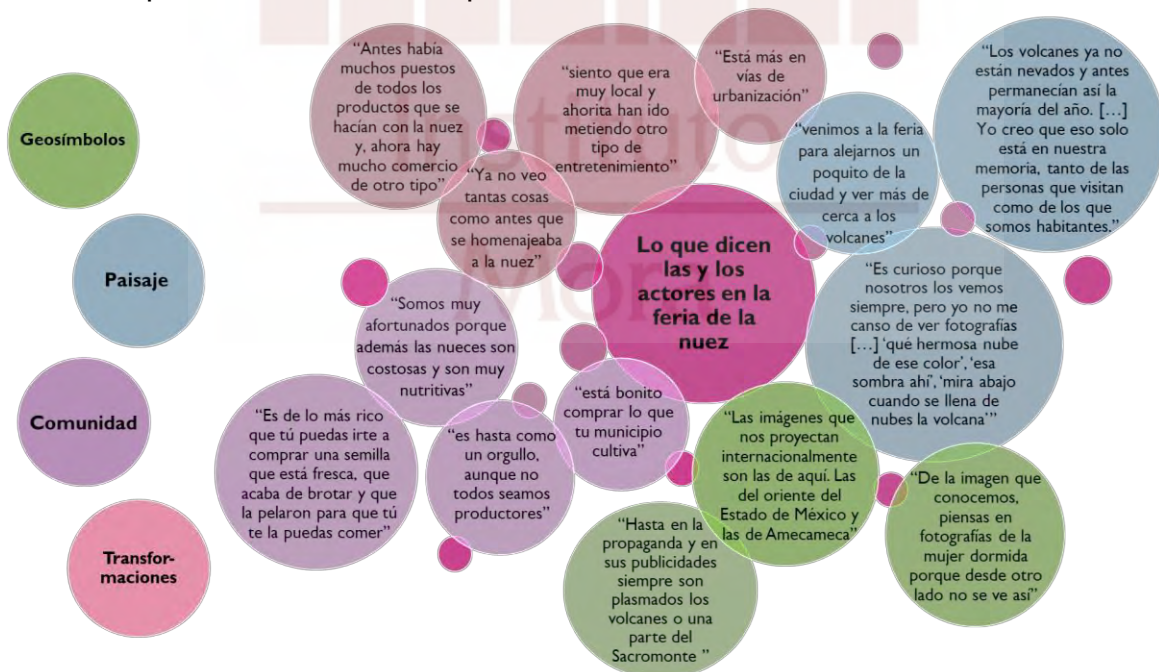 Geosímbolos
Paisaje
Comunidad
Transfor-
maciones
“Antes había
muchos puestos
de todos los
productos que se
hacían con la nuez
y, ahora hay
mucho comercio
de otro tipo”
“siento que era
muy local y
ahorita han ido
metiendo otro
tipo de
entretenimiento”
“Está más en
vías de
urbanización”
“Ya no veo
tantas cosas
como antes que
se homenajeaba
a la nuez”
“venimos a la feria
para alejarnos un
poquito de la
ciudad y ver más de
cerca a los
volcanes”
“Los volcanes ya no
están nevados y antes
permanecían así la
mayoría del año. […]
Yo creo que eso solo
está en nuestra
memoria, tanto de las
personas que visitan
como de los que
somos habitantes.”
Lo que dicen
las y los
actores en la
feria de la
nuez
“Es curioso porque
nosotros los vemos
siempre, pero yo no me
canso de ver fotografías
[…] ‘qué hermosa nube
de ese color’, ‘esa
sombra ahí’, ‘mira abajo
cuando se llena de
nubes la volcana’”
“Somos muy
afortunados porque
además las nueces son
costosas y son muy
nutritivas”
“Es de lo más rico
que tú puedas irte a
comprar una semilla
que está fresca, que
acaba de brotar y que
la pelaron para que tú
te la puedas comer”
“es hasta como
un orgullo,
aunque no
todos seamos
productores”
“está bonito
comprar lo que
tu municipio
cultiva”
“Las imágenes que
nos proyectan
internacionalmente
son las de aquí. Las
del oriente del
Estado de México y
las de Amecameca”
“De la imagen que
conocemos,
piensas en
fotografías de la
mujer dormida
porque desde otro
lado no se ve así”
“Hasta en la
propaganda y en
sus publicidades
siempre son
plasmados los
volcanes o una
parte del
Sacromonte ”
Instituto
Mora